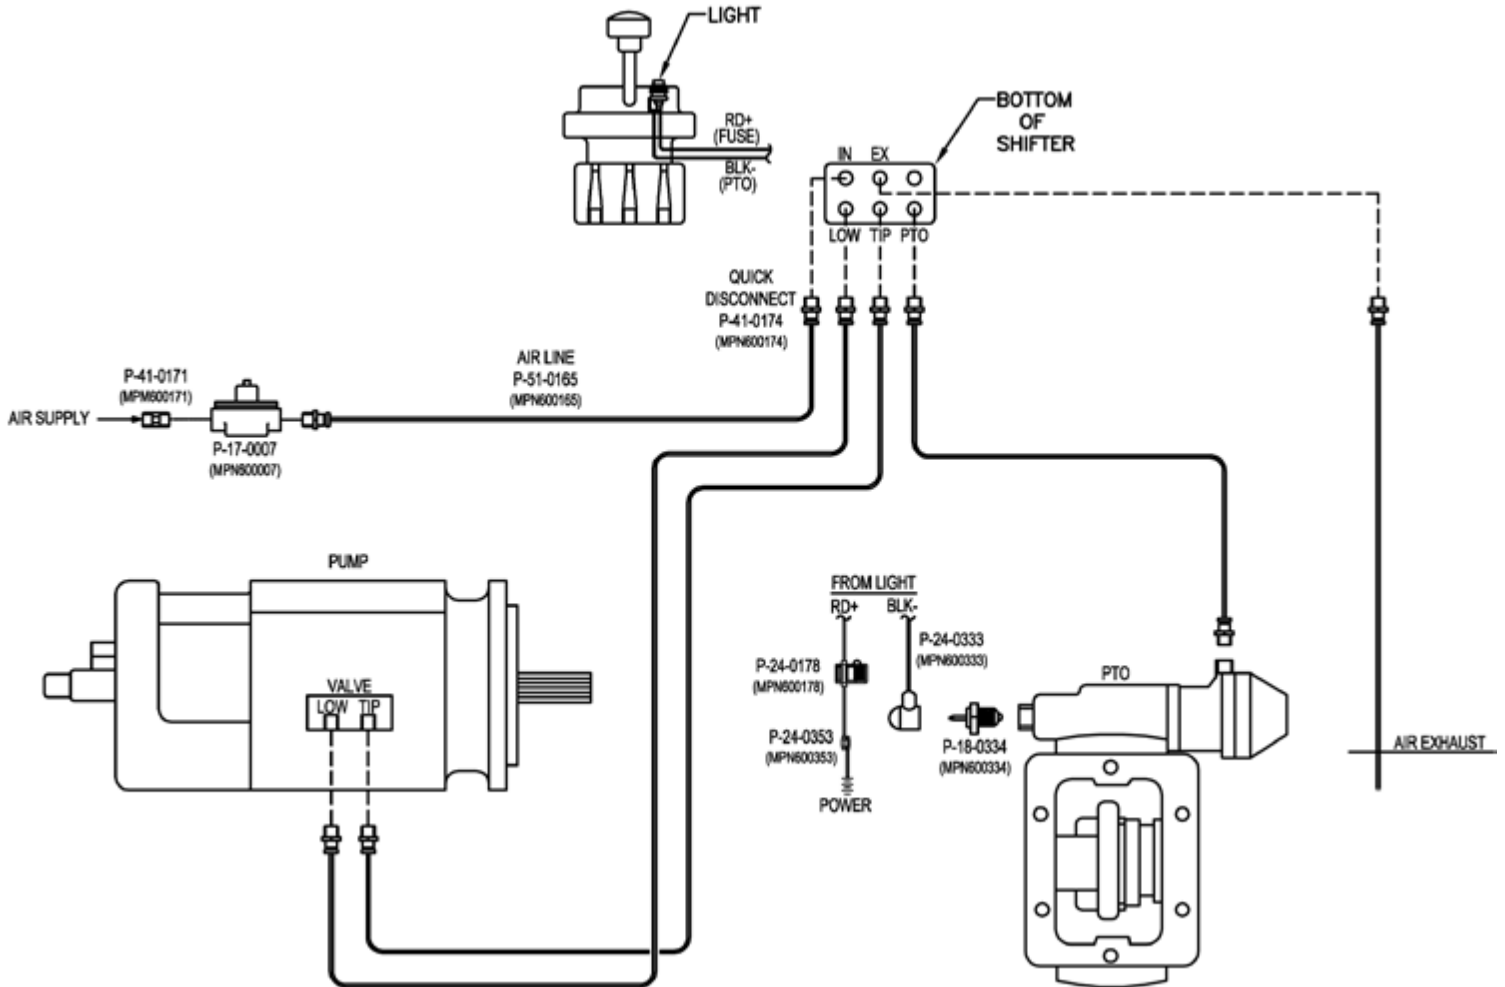 LIGHT
RD+
(FUSE)
BLK-
(PTO)
BOTTOM
OF
SHIFTER
IN EX
LOW TIP PTO
QUICK
DISCONNECT
P-41-0174
(MPN600174)
AIR LINE
P-51-0165
(MPN600165)
P-41-0171
(MPM600171)
AIR SUPPLY
P-17-0007
(MPN600007)
PUMP
VALVE
LOW TIP
FROM LIGHT
RD+ BLK-
P-24-0333
(MPN600333)
P-24-0178
(MPN600178)
P-24-0353
(MPN600353)
POWER
P-18-0334
(MPN600334)
PTO
AIR EXHAUST